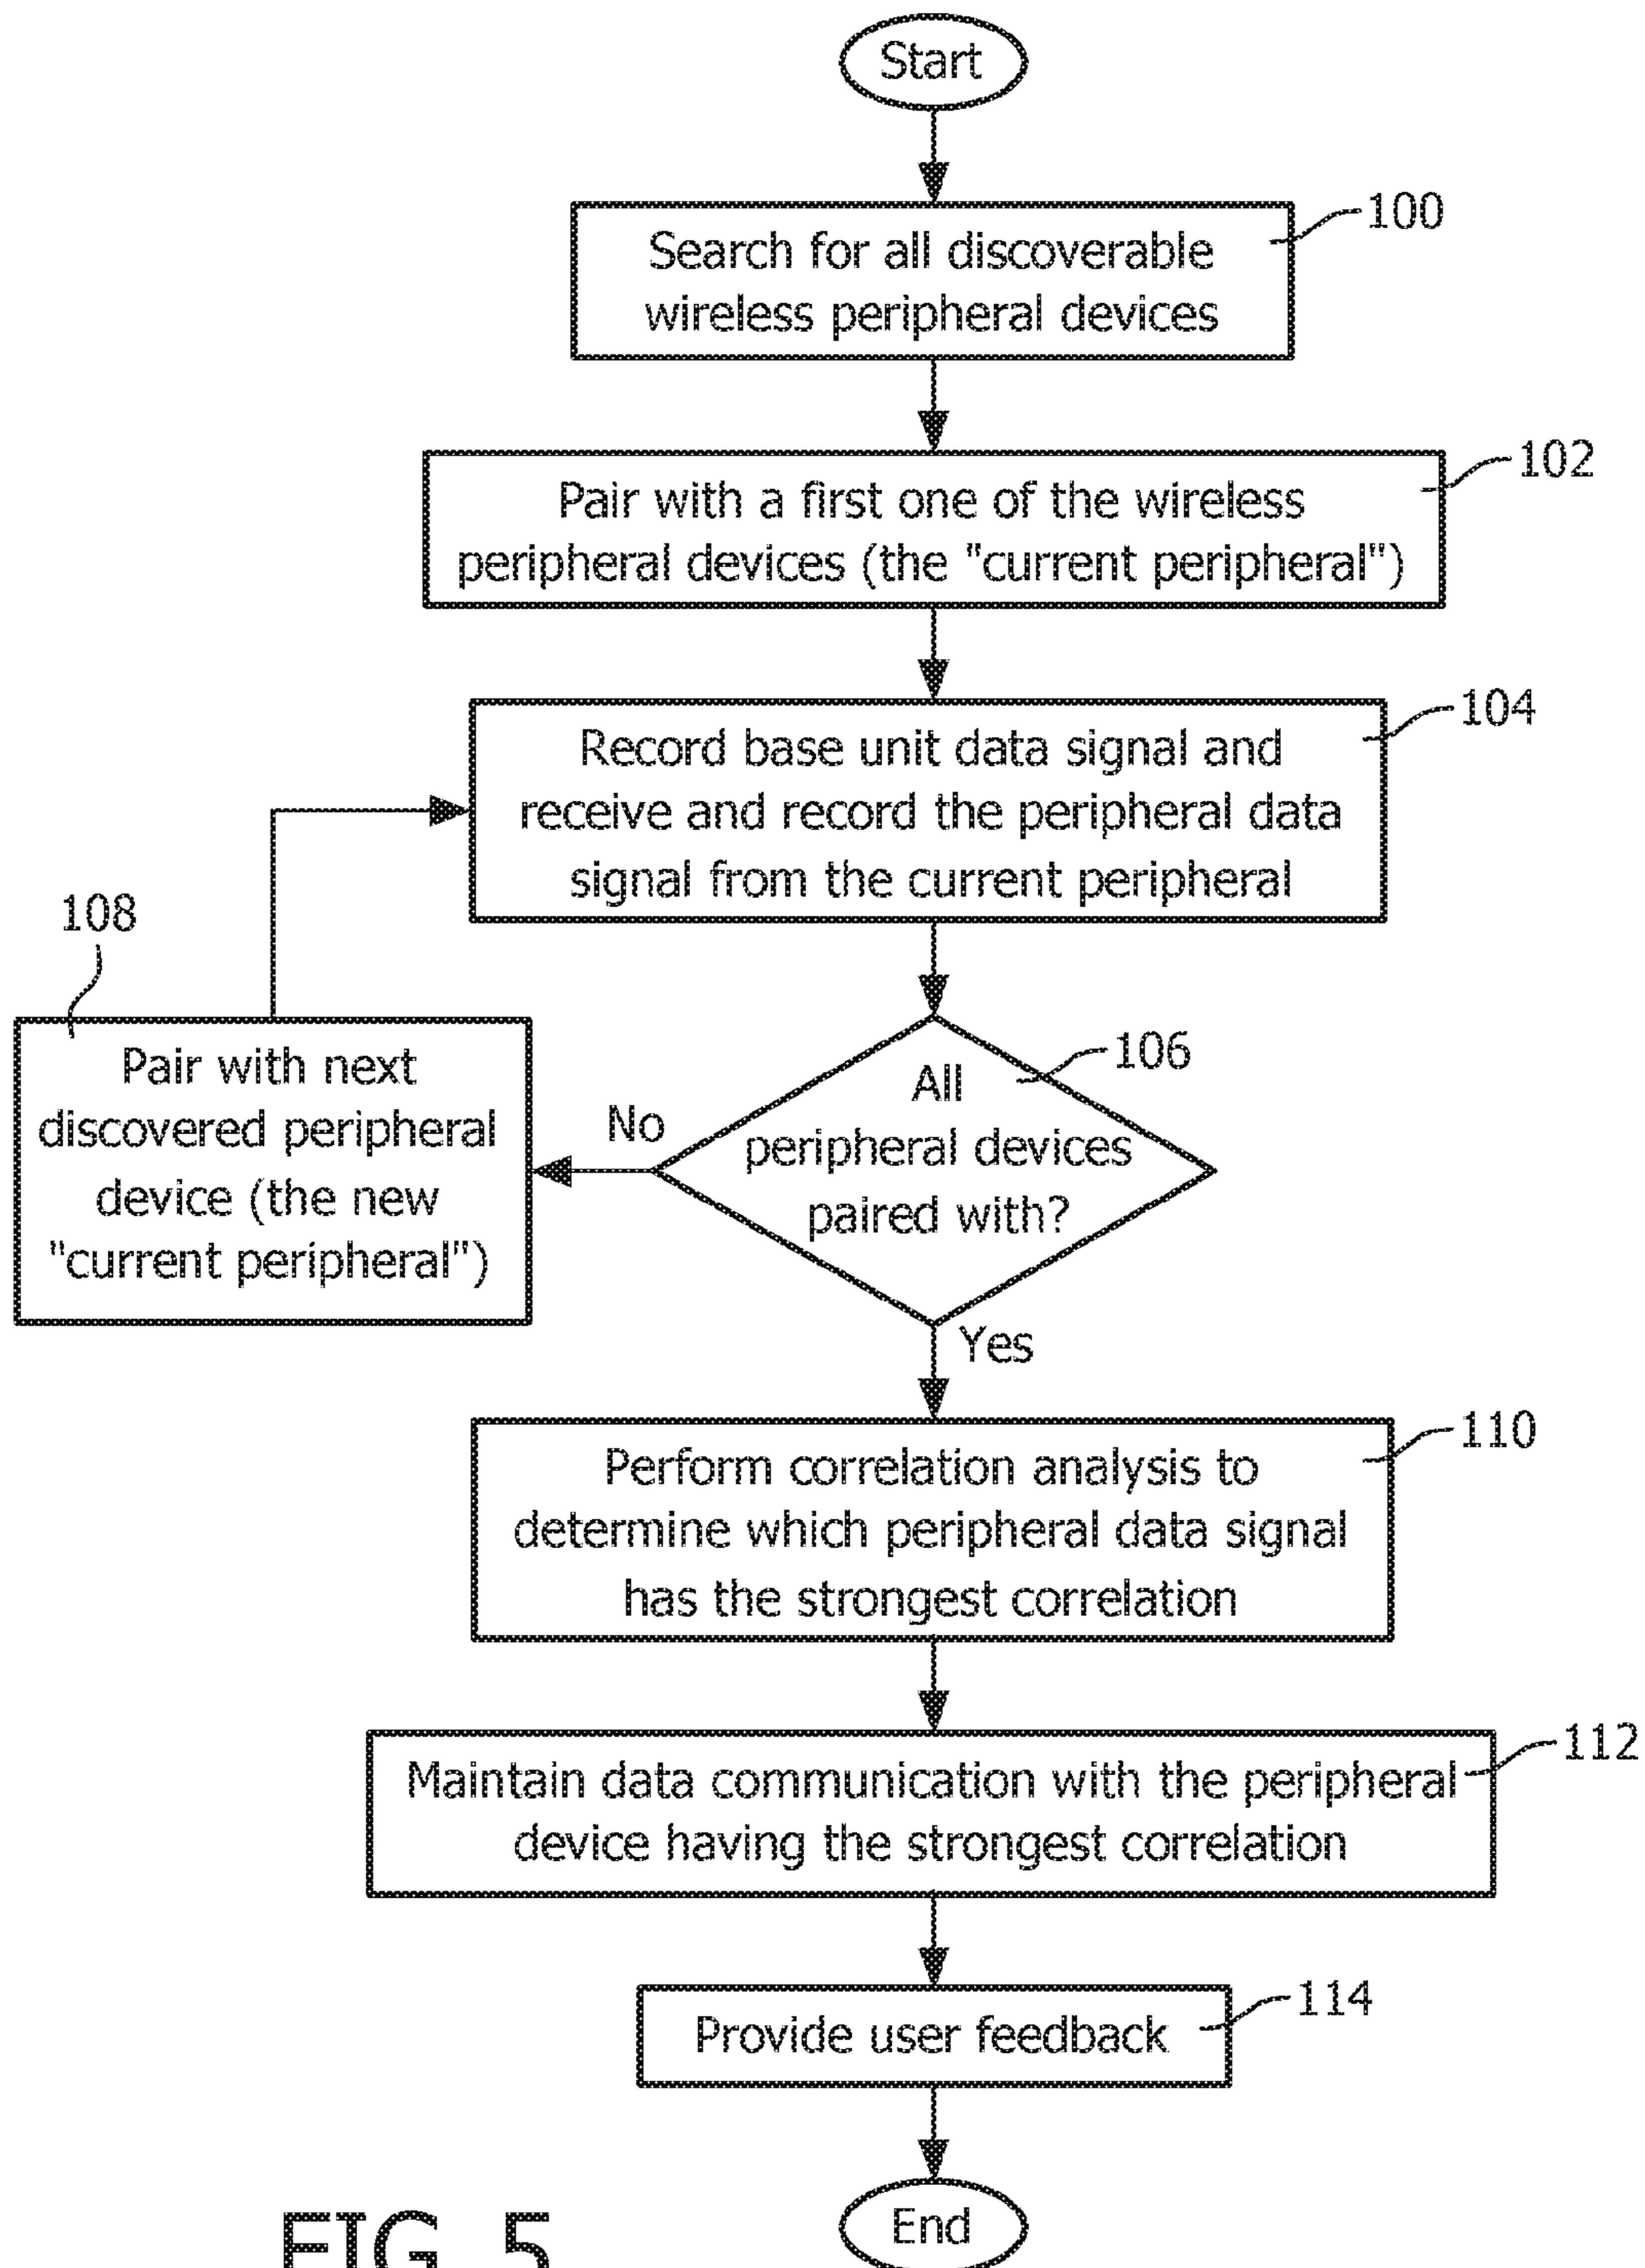 Start
100
Search for all discoverable
wireless peripheral devices
102
Pair with a first one of the wireless
peripheral devices (the "current peripheral")
104
Record base unit data signal and
receive and record the peripheral data
signal from the current peripheral
108
Pair with next
discovered peripheral
device (the new
"current peripheral")
No
106
All
peripheral devices
paired with?
Yes
110
Perform correlation analysis to
determine which peripheral data signal
has the strongest correlation
112
Maintain data communication with the peripheral
device having the strongest correlation
114
Provide user feedback
End
FIG. 5